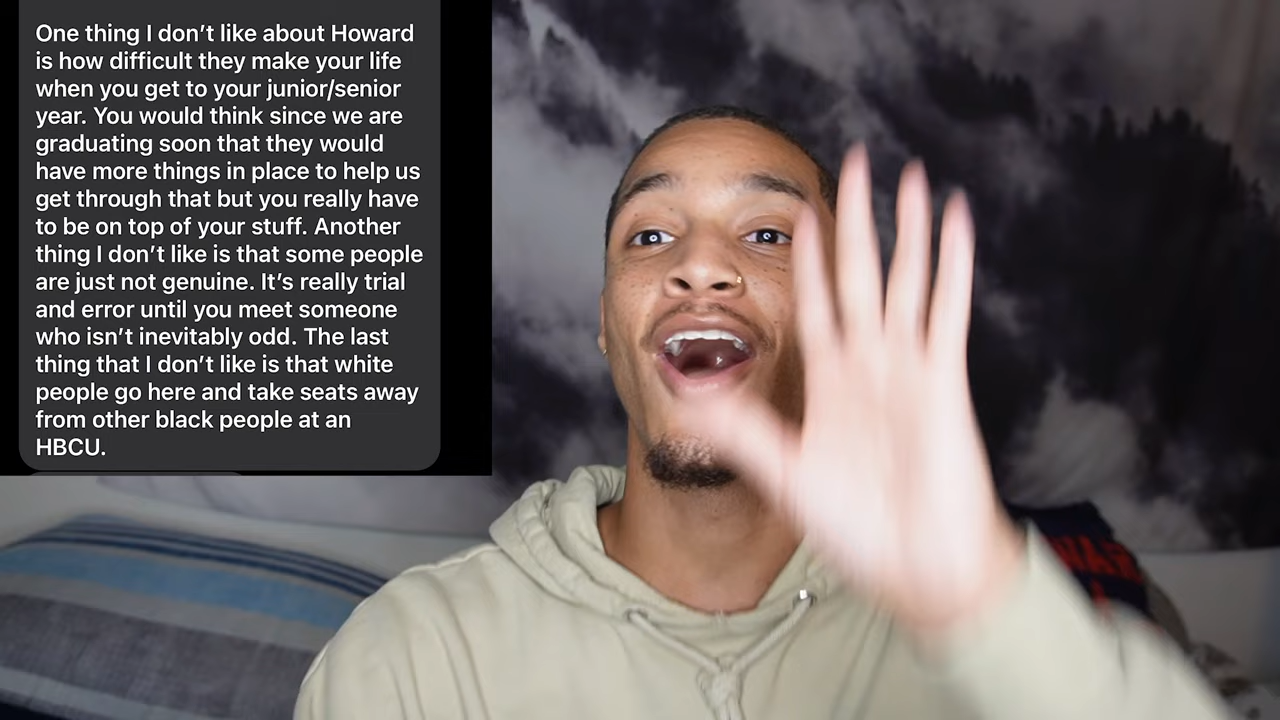 One thing I don't like about Howard
is how difficult they make your life
when you get to your junior/senior
year. You would think since we are
graduating soon that they would
have more things in place to help us
get through that but you really have
to be on top of your stuff. Another
thing I don't like is that some people
are just not genuine. It's really trial
and error until you meet someone
who isn't inevitably odd. The last
thing that I don't like is that white
people go here and take seats away
from other black people at an
HBCU.